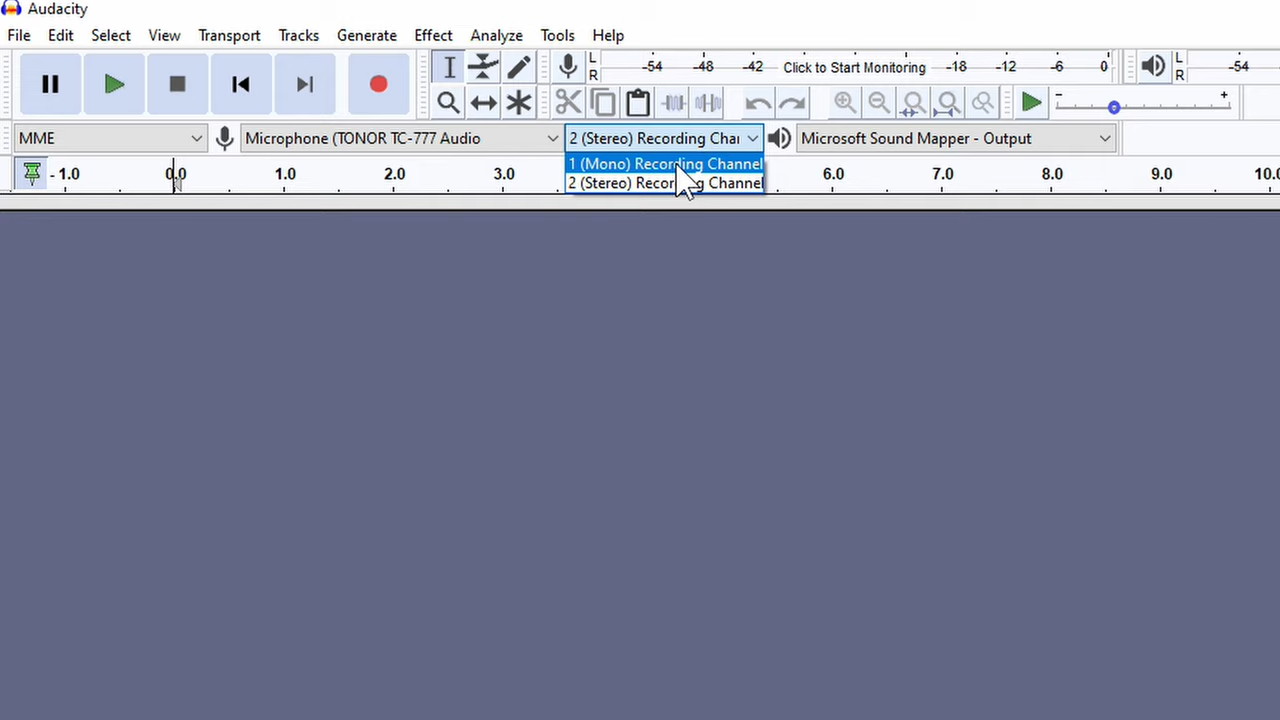 Audacity
File Edit Select View Transport Tracks Generate Effect Analyze Tools Help
L R -54 -48 -42 Click to Start Monitoring -18 -12 -6 0 L R -54
- +
MME Microphone (TONOR TC-777 Audio 2 (Stereo) Recording Chan Microsoft Sound Mapper - Output
1 (Mono) Recording Channel
2 (Stereo) Recor g Channel
- 1.0 0.0 1.0 2.0 3.0 6.0 7.0 8.0 9.0 10.0